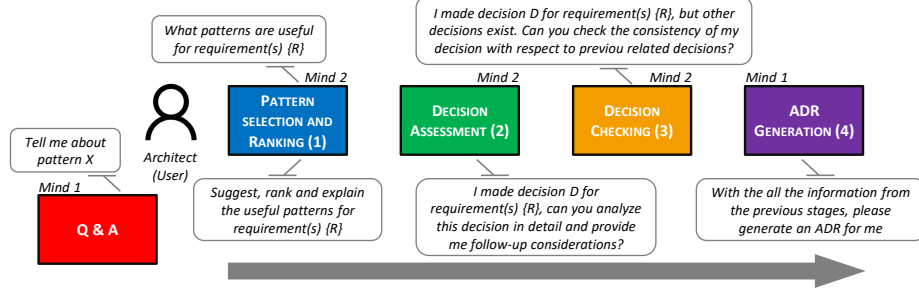 What patterns are useful
for requirement(s) {R}
I made decision D for requirement(s) {R}, but other
decisions exist. Can you check the consistency of my
decision with respect to previou related decisions?
Mind 2
Mind 2
Mind 2
Mind 1
PATTERN
SELECTION AND
RANKING (1)
DECISION
ASSESSMENT (2)
DECISION
CHECKING (3)
ADR
GENERATION (4)
Tell me about
pattern X
Architect
(User)
Mind 1
Q & A
Suggest, rank and explain
the useful patterns for
requirement(s) {R}
I made decision D for
requirement(s) {R}, can you analyze
this decision in detail and provide
me follow-up considerations?
With the all the information from
the previous stages, please
generate an ADR for me